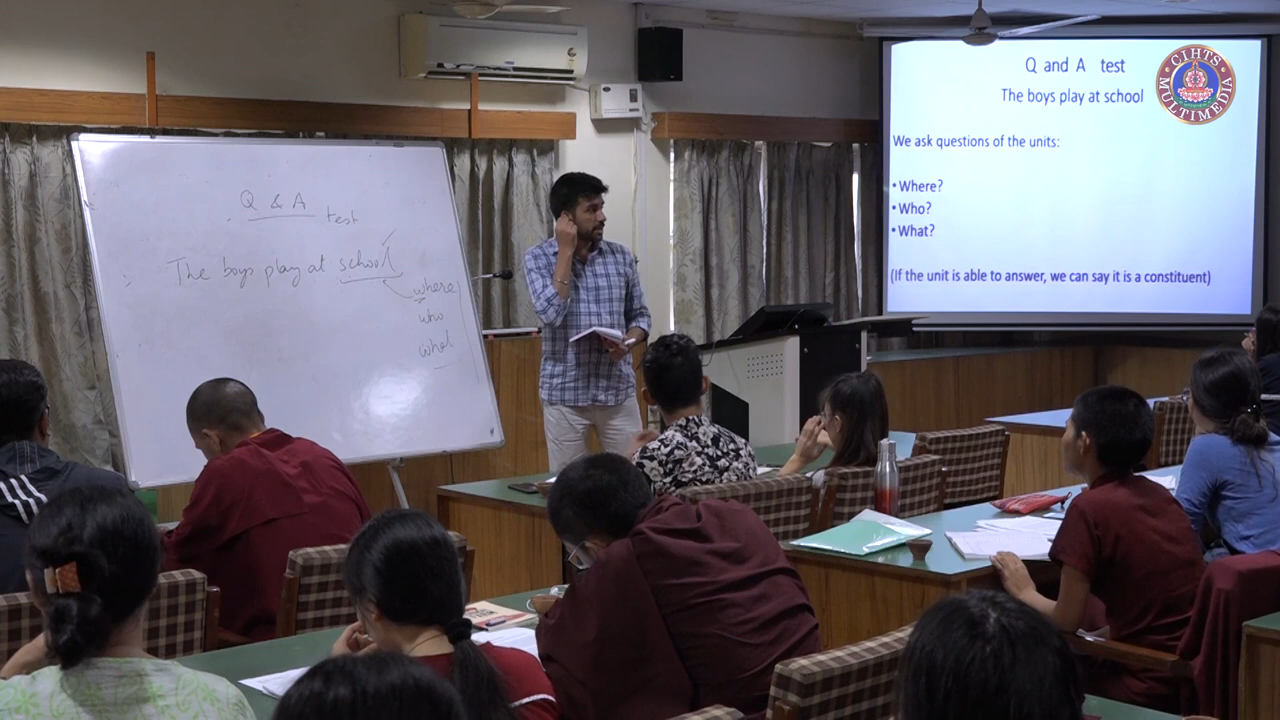 Q & A
test
The boys play at school
where
who
what
Q and A test
The boys play at school
We ask questions of the units:
• Where?
• Who?
• What?
(If the unit is able to answer, we can say it is a constituent)
CIHTS
MULTIMEDIA